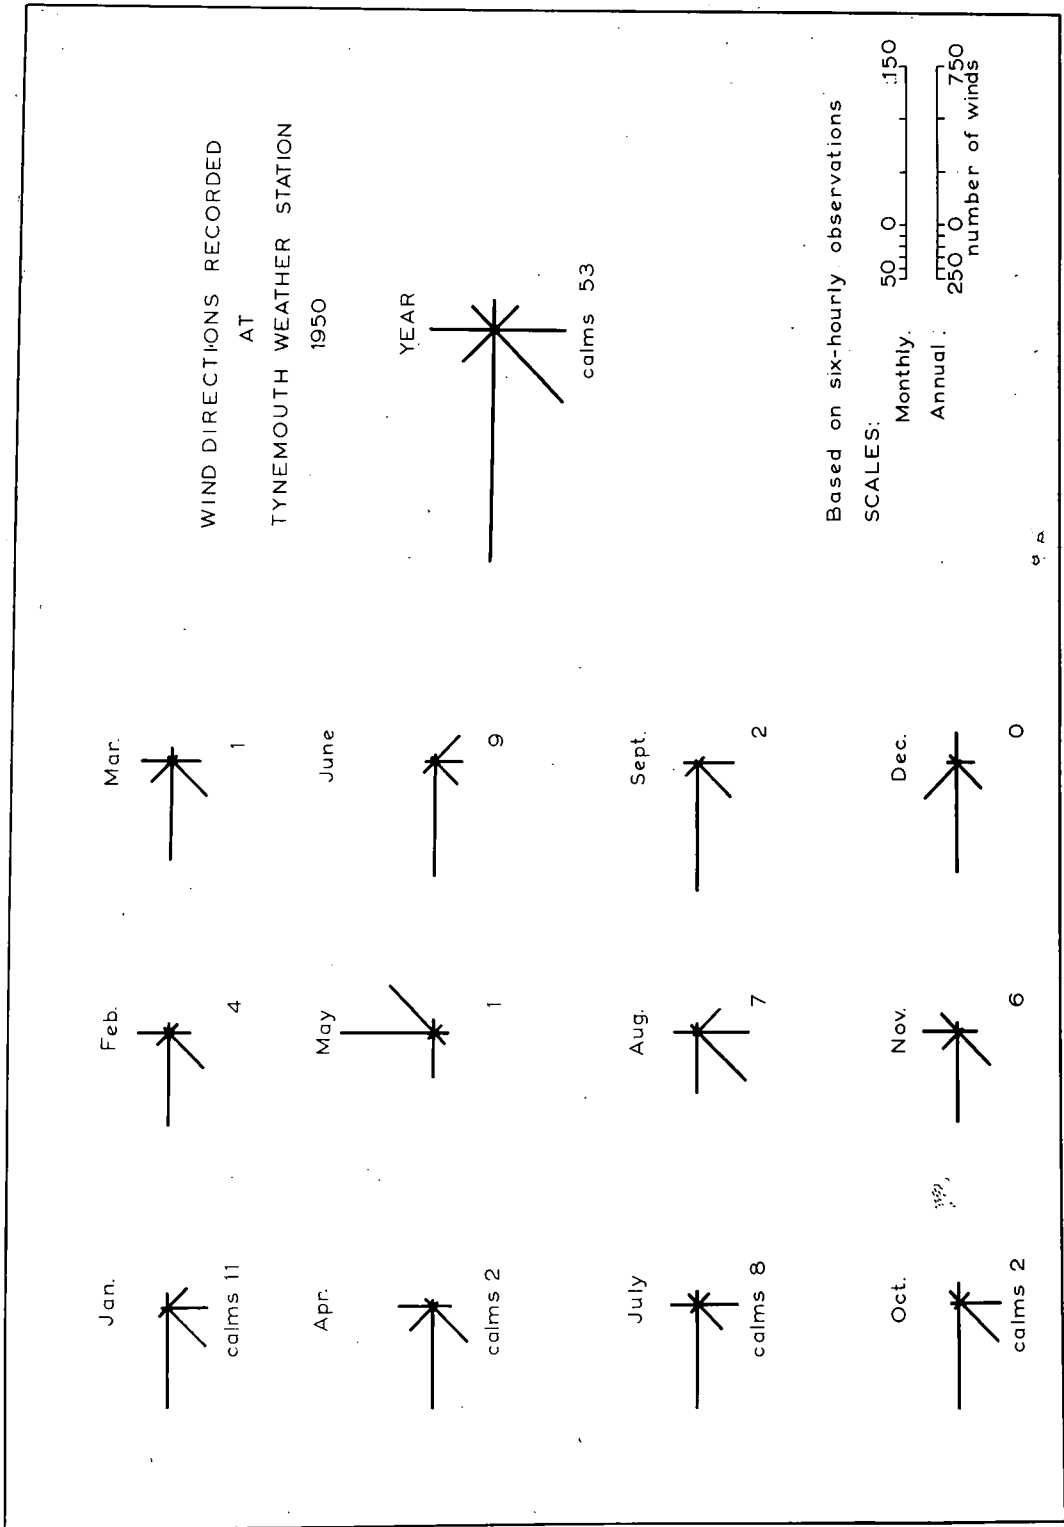 WIND DIRECTIONS RECORDED
AT
TYNEMOUTH WEATHER STATION
1950
Jan.
calms 11
Feb.
4
Mar.
1
Apr.
calms 2
May
1
June
9
July
calms 8
Aug.
7
Sept.
2
Oct.
calms 2
Nov.
6
Dec.
0
YEAR
calms 53
Based on six-hourly observations
SCALES:
Monthly. 50 0 150
Annual : 250 0 750
number of winds